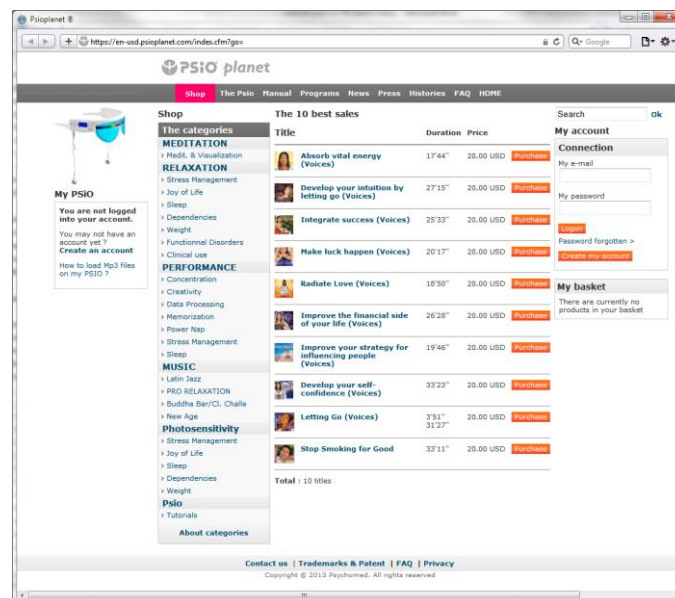 Psioplanet ®
https://en-usd.psioplanet.com/index.cfm?go=
Google
PSiO planet
Shop The Psio Manual Programs News Press Histories FAQ HOME
My PSiO
You are not logged
into your account.
You may not have an
account yet ?
Create an account
How to load Mp3 files
on my PSIO ?
Shop
The categories
MEDITATION
Medit. & Visualization
RELAXATION
Stress Management
Joy of Life
Sleep
Dependencies
Weight
Functionnal Disorders
Clinical use
PERFORMANCE
Concentration
Creativity
Data Processing
Memorization
Power Nap
Stress Management
Sleep
MUSIC
Latin Jazz
PRO RELAXATION
Buddha Bar/Cl. Challe
New Age
Photosensitivity
Stress Management
Joy of Life
Sleep
Dependencies
Weight
Psio
Tutorials
About categories
The 10 best sales
Title Duration Price
Absorb vital energy
(Voices)
17'44" 20.00 USD Purchase
Develop your intuition by
letting go (Voices)
27'15" 20.00 USD Purchase
Integrate success (Voices) 25'33" 20.00 USD Purchase
Make luck happen (Voices) 20'17" 20.00 USD Purchase
Radiate Love (Voices) 18'50" 20.00 USD Purchase
Improve the financial side
of your life (Voices)
26'28" 20.00 USD Purchase
Improve your strategy for
influencing people
(Voices)
19'46" 20.00 USD Purchase
Develop your self-
confidence (Voices)
33'23" 20.00 USD Purchase
Letting Go (Voices) 3'51" 20.00 USD Purchase
31'27"
Stop Smoking for Good 33'11" 20.00 USD Purchase
Total : 10 titles
Search Ok
My account
Connection
My e-mail
My password
Logon
Password forgotten >
Create my account
My basket
There are currently no
products in your basket
Contact us | Trademarks & Patent | FAQ | Privacy
Copyright © 2013 Psychomed. All rights reserved